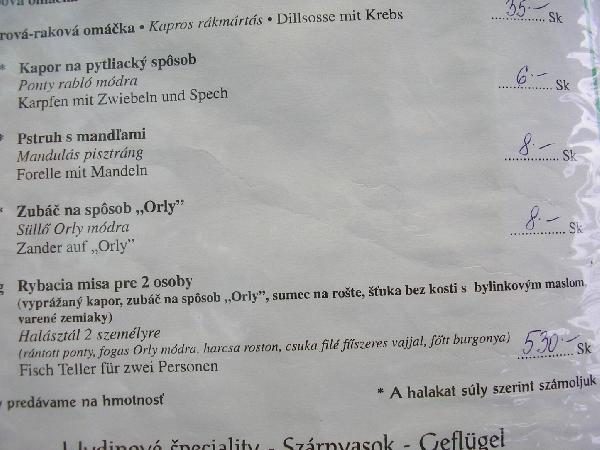 omáčka
rová-raková omáčka • Kapros rákmártás • Dillsosse mit Krebs 35.- Sk
* Kapor na pytliacký spôsob
Ponty rabló módra 6.- Sk
Karpfen mit Zwiebeln und Spech
* Pstruh s mandľami
Mandulás pisztráng 8.- Sk
Forelle mit Mandeln
* Zubáč na spôsob „Orly”
Süllő Orly módra 8.- Sk
Zander auf „Orly”
g Rybacia misa pre 2 osoby
(vyprážaný kapor, zubáč na spôsob „Orly”, sumec na rošte, šťuka bez kosti s bylinkovým maslom,
varené zemiaky)
Halásztál 2 személyre
(rántott ponty, fogas Orly módra, harcsa roston, csuka filé fűszeres vajjal, főtt burgonya) 530.- Sk
Fisch Teller für zwei Personen
y predávame na hmotnosť
* A halakat súly szerint számoljuk
Hydinové špeciality - Szárnyasok - Geflügel